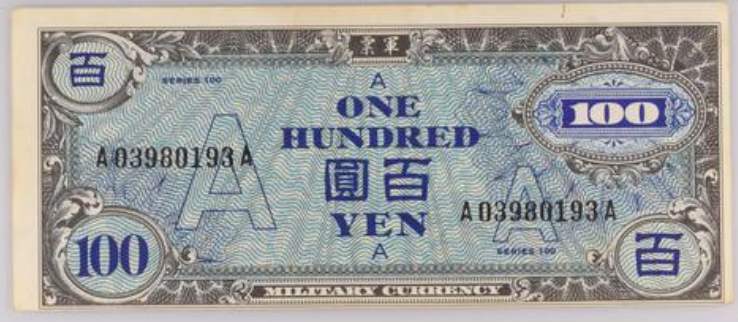 軍票
百
SERIES 100
A
ONE
HUNDRED
100
A03980193A
A
圓百
A
A03980193A
YEN
A
SERIES 100
100
百
MILITARY CURRENCY